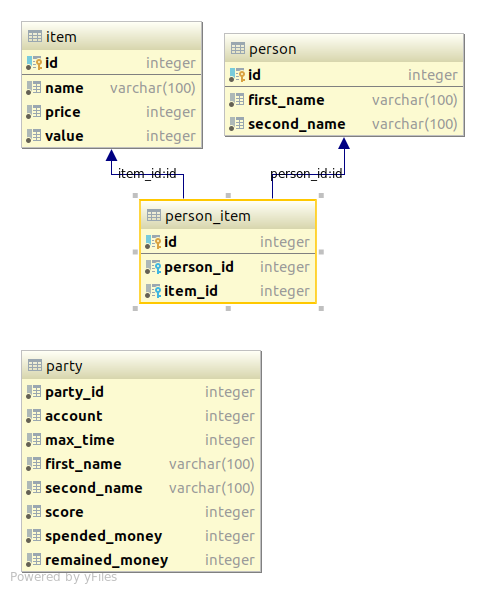 item
id integer
name varchar(100)
price integer
value integer
person
id integer
first_name varchar(100)
second_name varchar(100)
item_id:id
person_id:id
person_item
id integer
person_id integer
item_id integer
party
party_id integer
account integer
max_time integer
first_name varchar(100)
second_name varchar(100)
score integer
spended_money integer
remained_money integer
Powered by yFiles